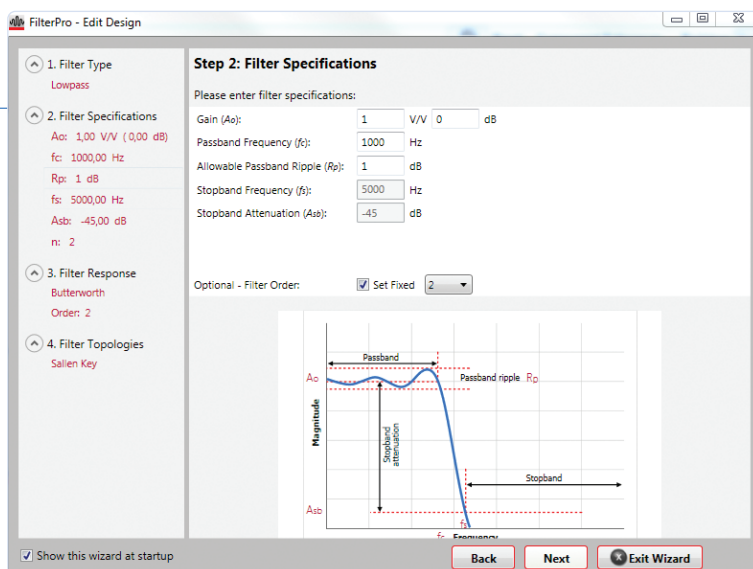 FilterPro - Edit Design
1. Filter Type
Lowpass
2. Filter Specifications
Ao: 1,00 V/V ( 0,00 dB)
fc: 1000,00 Hz
Rp: 1 dB
fs: 5000,00 Hz
Asb: -45,00 dB
n: 2
3. Filter Response
Butterworth
Order: 2
4. Filter Topologies
Sallen Key
Step 2: Filter Specifications
Please enter filter specifications:
Gain (Ao): 1 V/V 0 dB
Passband Frequency (fc): 1000 Hz
Allowable Passband Ripple (Rp): 1 dB
Stopband Frequency (fs): 5000 Hz
Stopband Attenuation (Asb): -45 dB
Optional - Filter Order: Set Fixed 2
Passband
Ao
Passband ripple Rp
Magnitude
Stopband
attenuation
Stopband
Asb
fs
fc Frequency
Show this wizard at startup
Back Next Exit Wizard